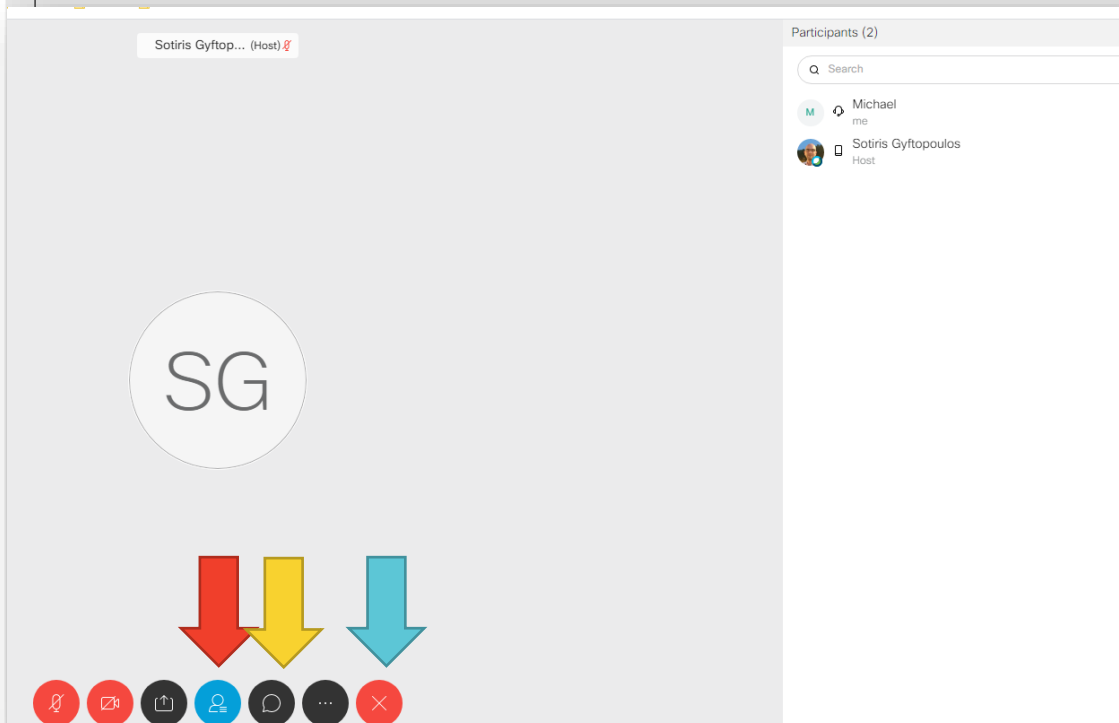 Sotiris Gyftop... (Host)
Participants (2)
Search
M
Michael
me
Sotiris Gyftopoulos
Host
SG